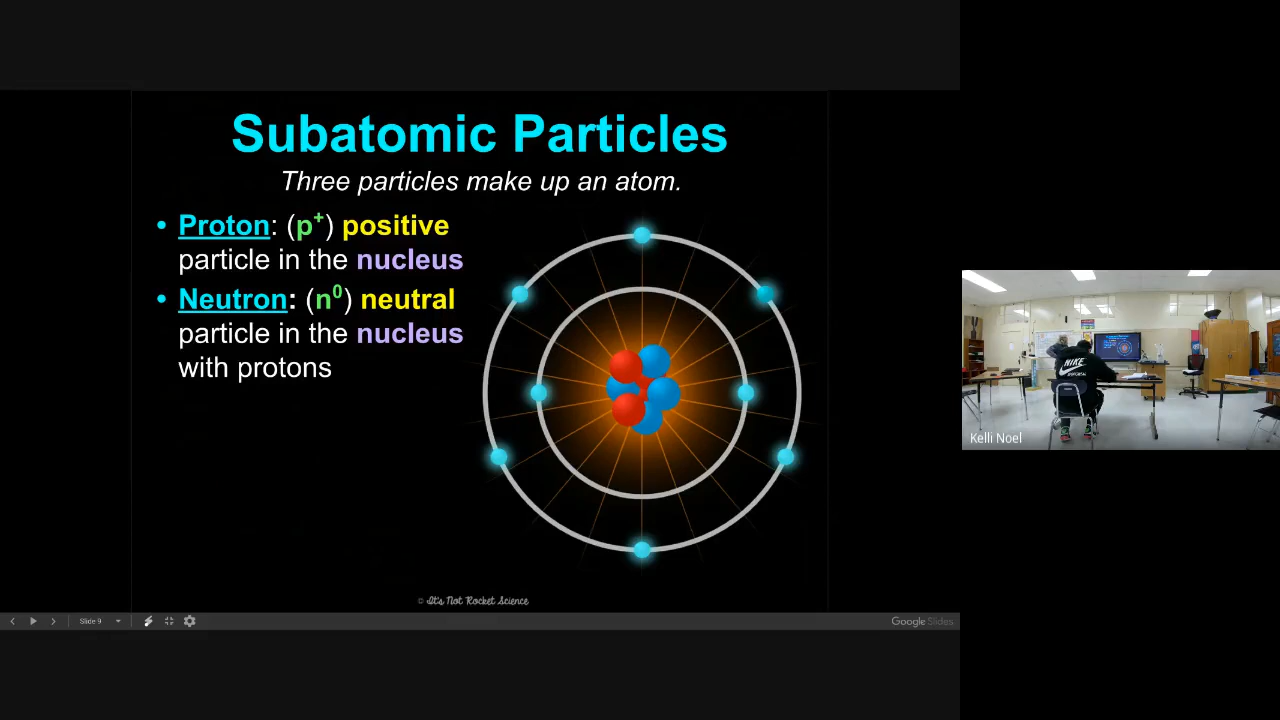 Subatomic Particles
Three particles make up an atom.
• Proton: (p⁺) positive
particle in the nucleus
• Neutron: (n⁰) neutral
particle in the nucleus
with protons
© It's Not Rocket Science
Slide 9
Google Slides
NIKE
Kelli Noel